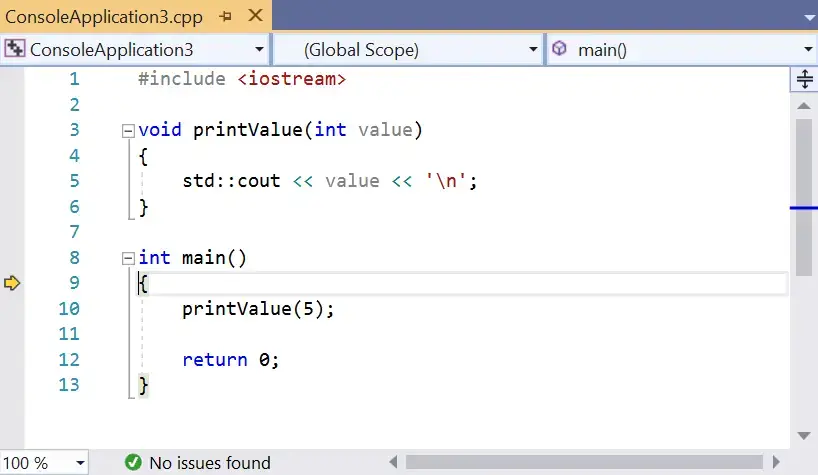 ConsoleApplication3.cpp
ConsoleApplication3 (Global Scope) main()
1 #include <iostream>
2
3 void printValue(int value)
4 {
5 std::cout << value << '\n';
6 }
7
8 int main()
9 {
10 printValue(5);
11
12 return 0;
13 }
100 % No issues found